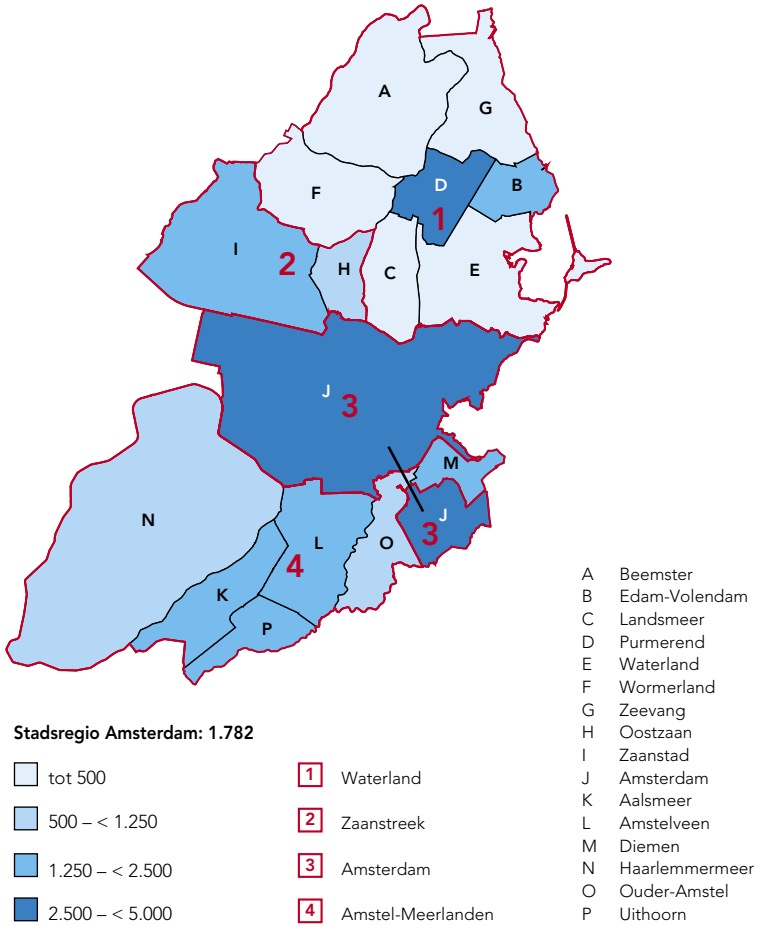 A
G
D
B
1
F
I
2
H
C
E
J
3
M
N
J
3
O
L
4
K
P
Stadsregio Amsterdam: 1.782
tot 500
500 – < 1.250
1.250 – < 2.500
2.500 – < 5.000
1 Waterland
2 Zaanstreek
3 Amsterdam
4 Amstel-Meerlanden
A Beemster
B Edam-Volendam
C Landsmeer
D Purmerend
E Waterland
F Wormerland
G Zeevang
H Oostzaan
I Zaanstad
J Amsterdam
K Aalsmeer
L Amstelveen
M Diemen
N Haarlemmermeer
O Ouder-Amstel
P Uithoorn